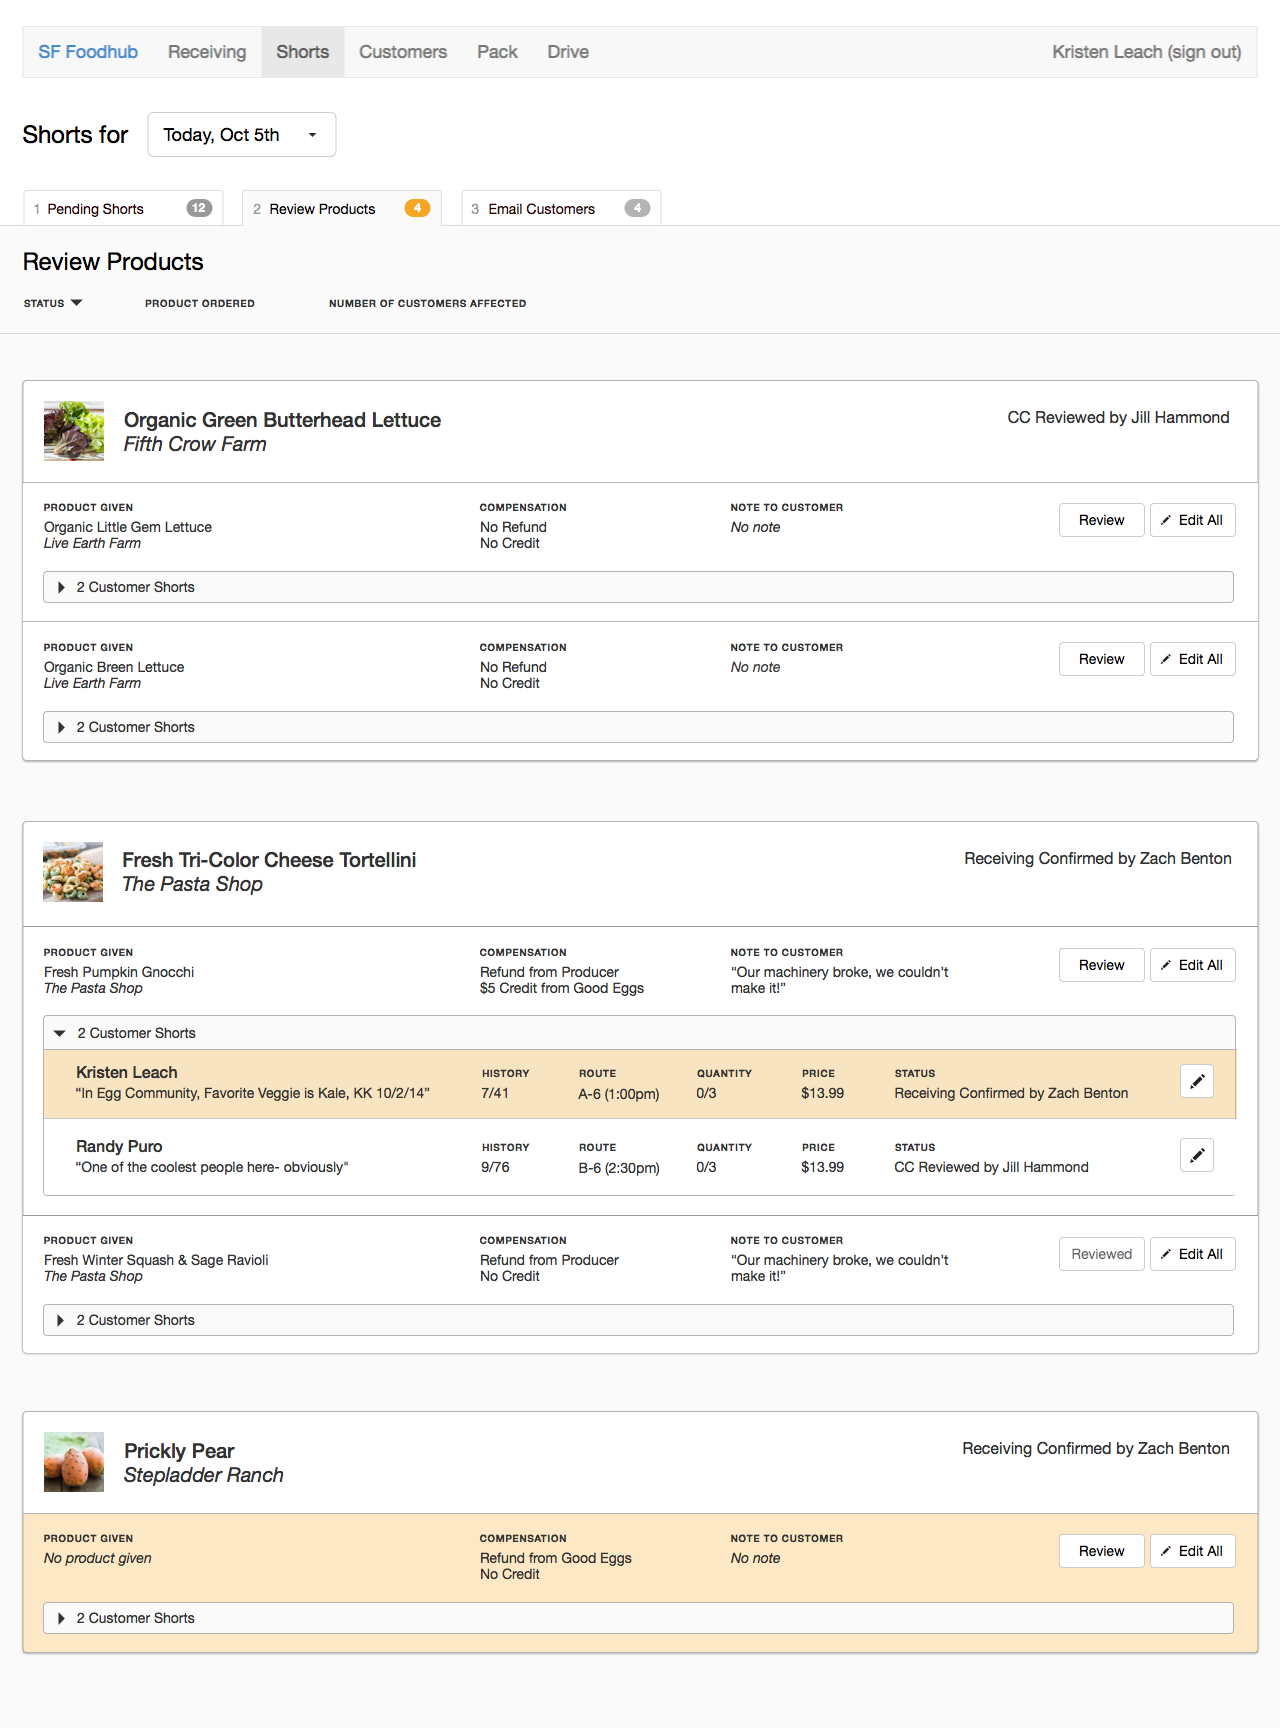 SF Foodhub Receiving Shorts Customers Pack Drive Kristen Leach (sign out)
Shorts for Today, Oct 5th
1 Pending Shorts 12 2 Review Products 4 3 Email Customers 4
Review Products
STATUS PRODUCT ORDERED NUMBER OF CUSTOMERS AFFECTED
Organic Green Butterhead Lettuce CC Reviewed by Jill Hammond
Fifth Crow Farm
PRODUCT GIVEN COMPENSATION NOTE TO CUSTOMER
Organic Little Gem Lettuce No Refund No note Review Edit All
Live Earth Farm No Credit
2 Customer Shorts
PRODUCT GIVEN COMPENSATION NOTE TO CUSTOMER
Organic Breen Lettuce No Refund No note Review Edit All
Live Earth Farm No Credit
2 Customer Shorts
Fresh Tri-Color Cheese Tortellini Receiving Confirmed by Zach Benton
The Pasta Shop
PRODUCT GIVEN COMPENSATION NOTE TO CUSTOMER
Fresh Pumpkin Gnocchi Refund from Producer “Our machinery broke, we couldn’t Review Edit All
The Pasta Shop $5 Credit from Good Eggs make it!”
2 Customer Shorts
Kristen Leach HISTORY ROUTE QUANTITY PRICE STATUS
“In Egg Community, Favorite Veggie is Kale, KK 10/2/14” 7/41 A-6 (1:00pm) 0/3 $13.99 Receiving Confirmed by Zach Benton
Randy Puro HISTORY ROUTE QUANTITY PRICE STATUS
“One of the coolest people here- obviously" 9/76 B-6 (2:30pm) 0/3 $13.99 CC Reviewed by Jill Hammond
PRODUCT GIVEN COMPENSATION NOTE TO CUSTOMER
Fresh Winter Squash & Sage Ravioli Refund from Producer “Our machinery broke, we couldn’t Reviewed Edit All
The Pasta Shop No Credit make it!”
2 Customer Shorts
Prickly Pear Receiving Confirmed by Zach Benton
Stepladder Ranch
PRODUCT GIVEN COMPENSATION NOTE TO CUSTOMER
No product given Refund from Good Eggs No note Review Edit All
No Credit
2 Customer Shorts